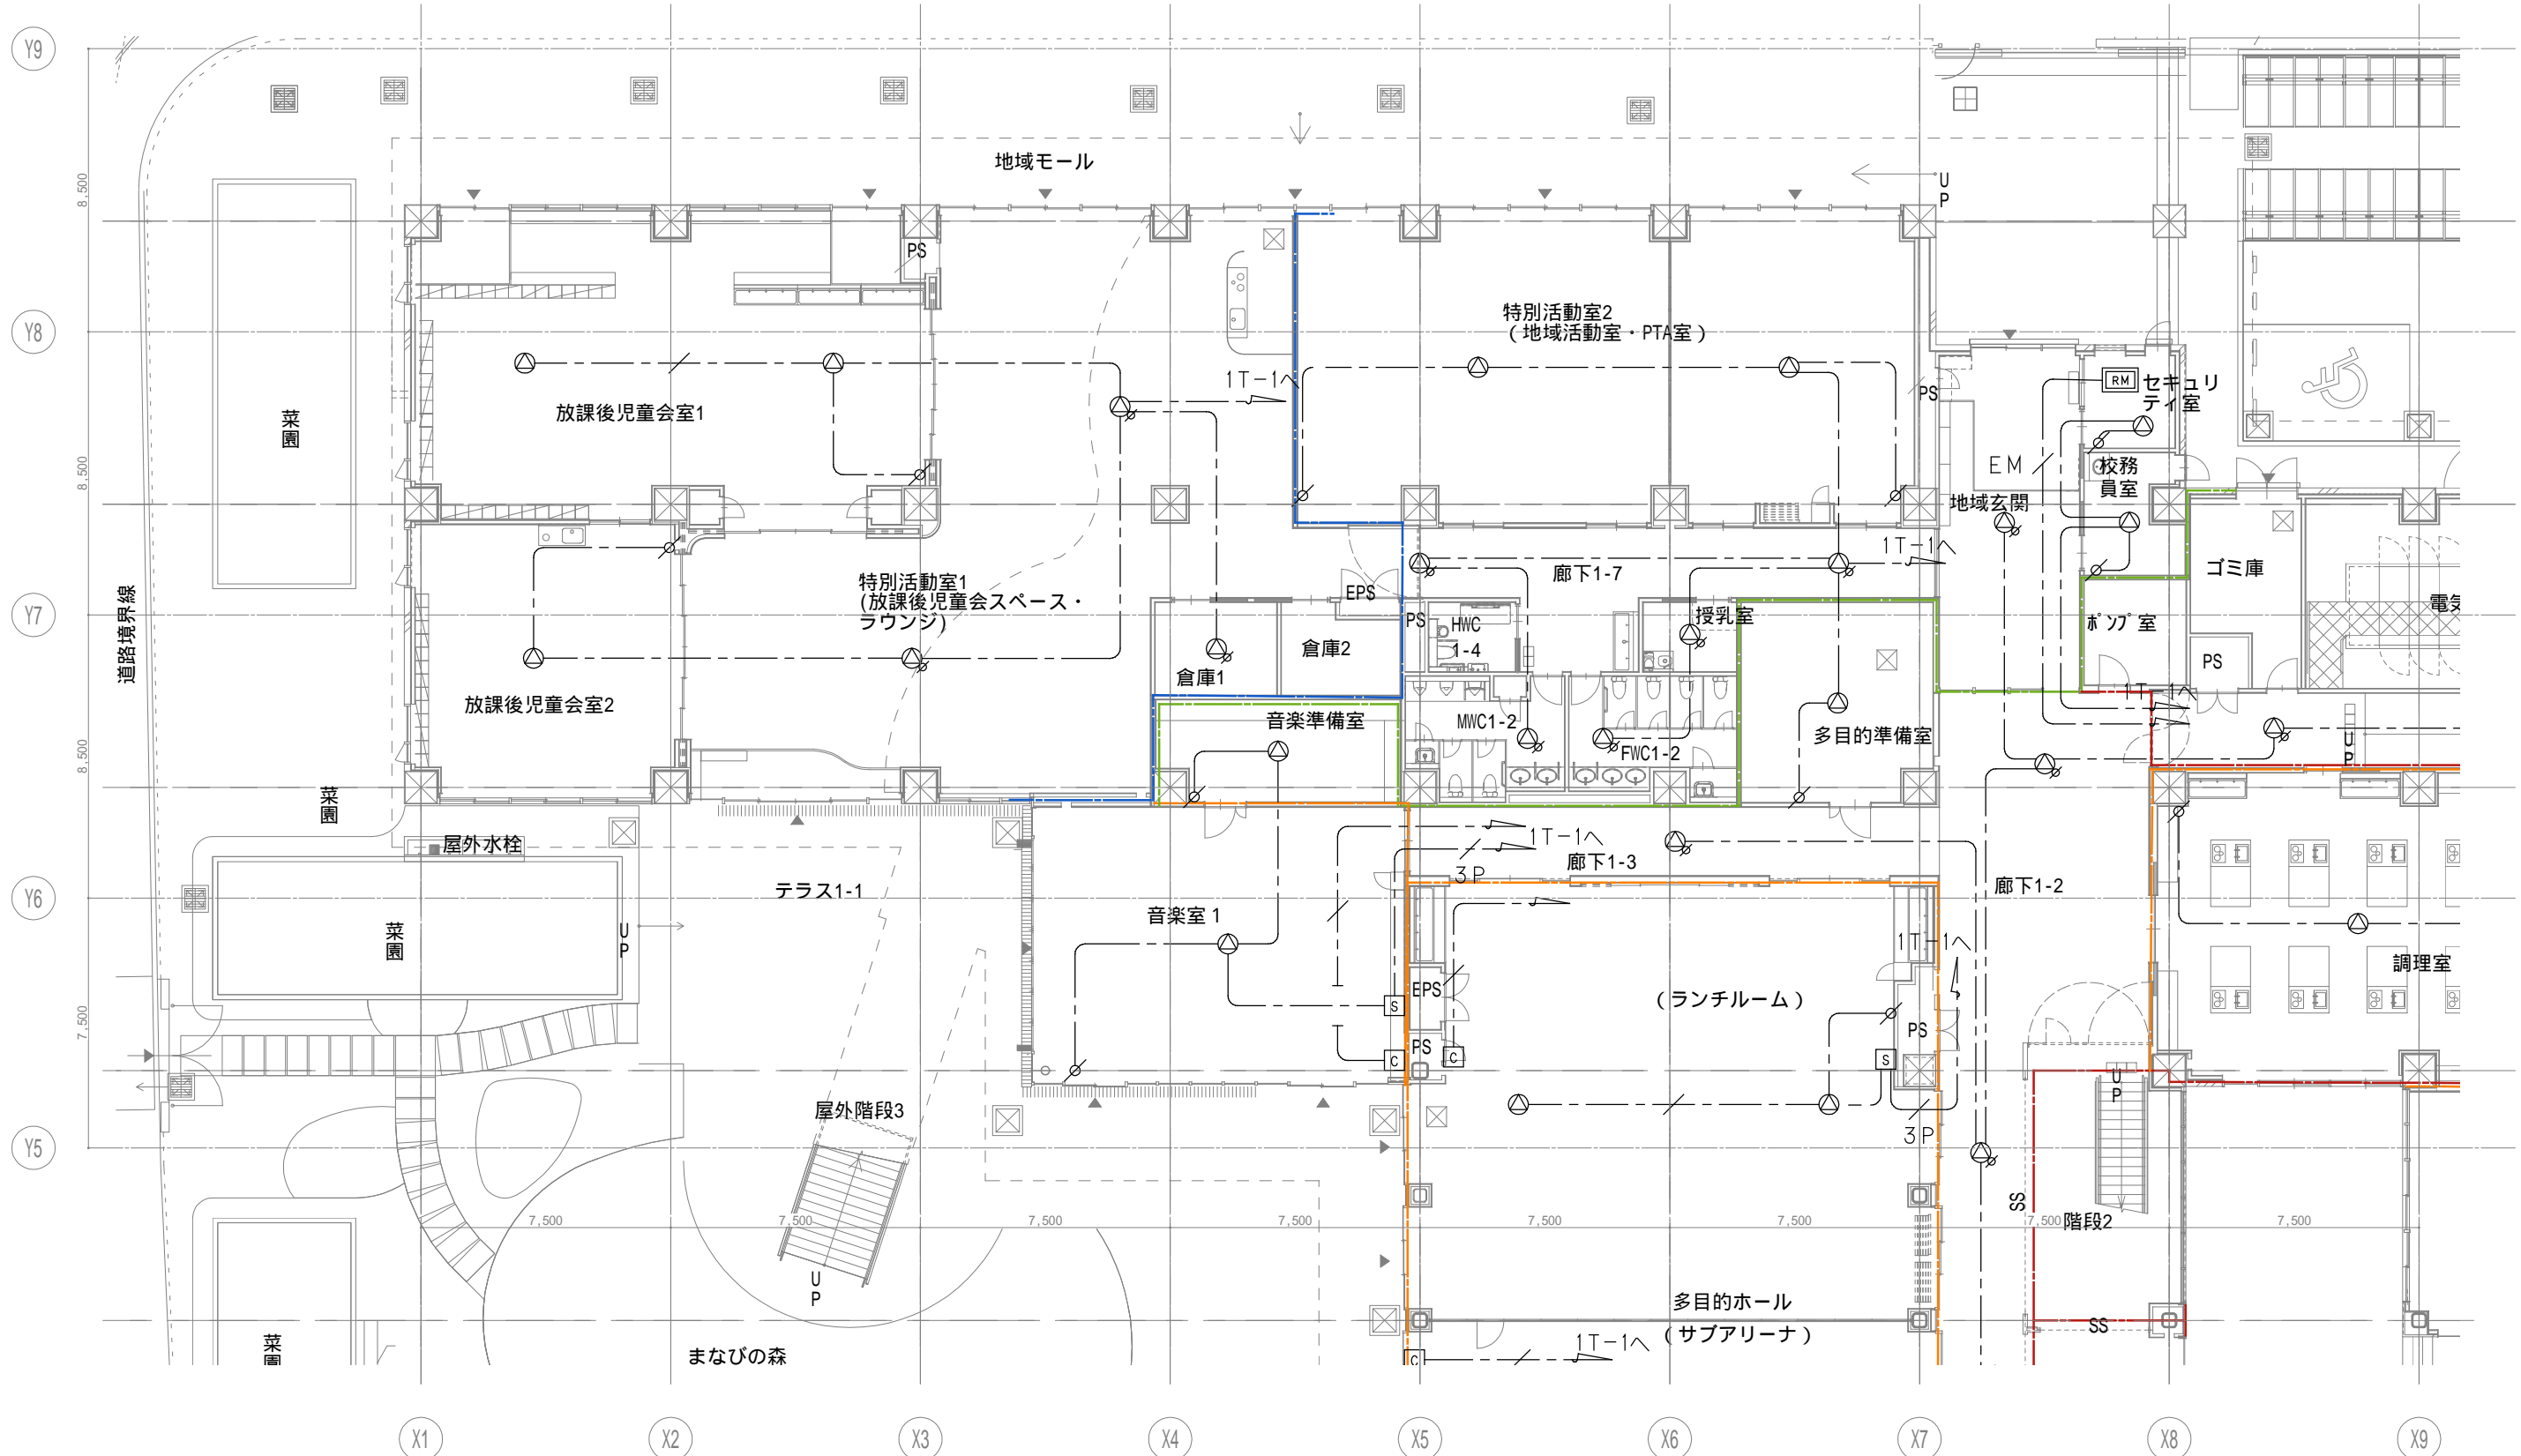 Y9
8,500
地域モール
UP
PS
Y8
特別活動室2
(地域活動室・PTA室)
1T-1へ
放課後児童会室1
PS
RM
セキュリ
ティ室
菜園
EM
校務
員室
地域玄関
8,500
1T-1へ
廊下1-7
ゴミ庫
特別活動室1
(放課後児童会スペース・
ラウンジ)
EPS
Y7
道路境界線
PS
HWC
1-4
授乳室
ポンプ室
電気
倉庫2
倉庫1
PS
放課後児童会室2
音楽準備室
MWC1-2
FWC1-2
多目的準備室
1T-1へ
UP
8,500
菜園
屋外水栓
1T-1へ
廊下1-3
3P
テラス1-1
廊下1-2
Y6
音楽室1
菜園
UP
1T-1へ
調理室
EPS
(ランチルーム)
S
PS
7,500
C
PS
C
S
UP
屋外階段3
3P
Y5
SS
7,500
7,500
7,500
7,500
7,500
7,500
7,500
7,500
階段2
UP
多目的ホール
(サブアリーナ)
SS
菜園
まなびの森
1T-1へ
C
X1
X2
X3
X4
X5
X6
X7
X8
X9